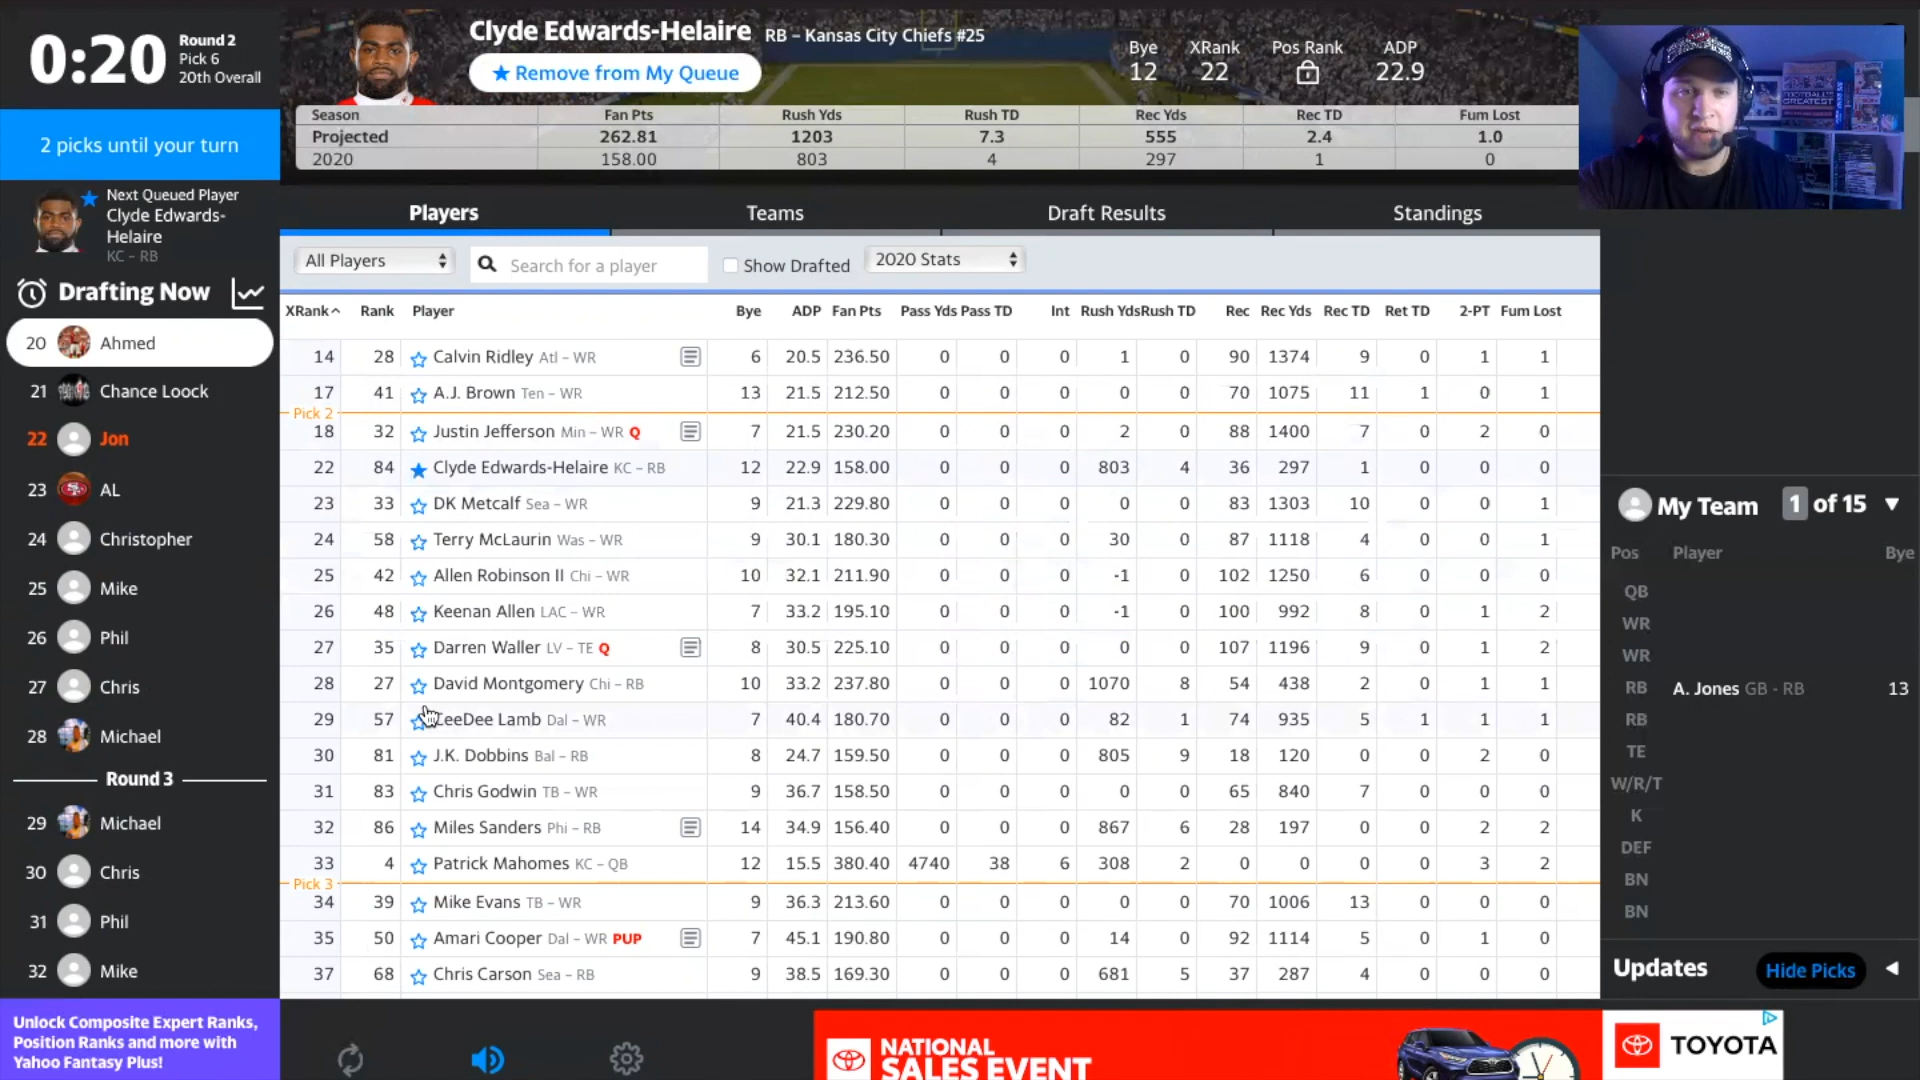 0:20
Round 2
Pick 6
20th Overall
2 picks until your turn
Next Queued Player
Clyde Edwards-
Helaire
KC – RB
Drafting Now
20 Ahmed
21 Chance Loock
22 Jon
23 AL
24 Christopher
25 Mike
26 Phil
27 Chris
28 Michael
Round 3
29 Michael
30 Chris
31 Phil
32 Mike
Unlock Composite Expert Ranks,
Position Ranks and more with
Yahoo Fantasy Plus!
Clyde Edwards-Helaire RB – Kansas City Chiefs #25
★ Remove from My Queue
Bye XRank Pos Rank ADP
12 22 22.9
Season Fan Pts Rush Yds Rush TD Rec Yds Rec TD Fum Lost
Projected 262.81 1203 7.3 555 2.4 1.0
2020 158.00 803 4 297 1 0
Players Teams Draft Results Standings
All Players Search for a player Show Drafted 2020 Stats
XRank^ Rank Player Bye ADP Fan Pts Pass Yds Pass TD Int Rush Yds Rush TD Rec Rec Yds Rec TD Ret TD 2-PT Fum Lost
14 28 Calvin Ridley Atl – WR 6 20.5 236.50 0 0 0 1 0 90 1374 9 0 1 1
17 41 A.J. Brown Ten – WR 13 21.5 212.50 0 0 0 0 0 70 1075 11 1 0 1
Pick 2
18 32 Justin Jefferson Min – WR Q 7 21.5 230.20 0 0 0 2 0 88 1400 7 0 2 0
22 84 Clyde Edwards-Helaire KC – RB 12 22.9 158.00 0 0 0 803 4 36 297 1 0 0 0
23 33 DK Metcalf Sea – WR 9 21.3 229.80 0 0 0 0 0 83 1303 10 0 0 1
24 58 Terry McLaurin Was – WR 9 30.1 180.30 0 0 0 30 0 87 1118 4 0 0 1
25 42 Allen Robinson II Chi – WR 10 32.1 211.90 0 0 0 -1 0 102 1250 6 0 0 0
26 48 Keenan Allen LAC – WR 7 33.2 195.10 0 0 0 -1 0 100 992 8 0 1 2
27 35 Darren Waller LV – TE Q 8 30.5 225.10 0 0 0 0 0 107 1196 9 0 1 2
28 27 David Montgomery Chi – RB 10 33.2 237.80 0 0 0 1070 8 54 438 2 0 1 1
29 57 CeeDee Lamb Dal – WR 7 40.4 180.70 0 0 0 82 1 74 935 5 1 1 1
30 81 J.K. Dobbins Bal – RB 8 24.7 159.50 0 0 0 805 9 18 120 0 0 2 0
31 83 Chris Godwin TB – WR 9 36.7 158.50 0 0 0 0 0 65 840 7 0 0 0
32 86 Miles Sanders Phi – RB 14 34.9 156.40 0 0 0 867 6 28 197 0 0 2 2
33 4 Patrick Mahomes KC – QB 12 15.5 380.40 4740 38 6 308 2 0 0 0 0 3 2
Pick 3
34 39 Mike Evans TB – WR 9 36.3 213.60 0 0 0 0 0 70 1006 13 0 0 0
35 50 Amari Cooper Dal – WR PUP 7 45.1 190.80 0 0 0 14 0 92 1114 5 0 1 0
37 68 Chris Carson Sea – RB 9 38.5 169.30 0 0 0 681 5 37 287 4 0 0 0
My Team 1 of 15 ▼
Pos Player Bye
QB
WR
WR
RB A. Jones GB - RB 13
RB
TE
W/R/T
K
DEF
BN
BN
Updates Hide Picks
NATIONAL
SALES EVENT
TOYOTA